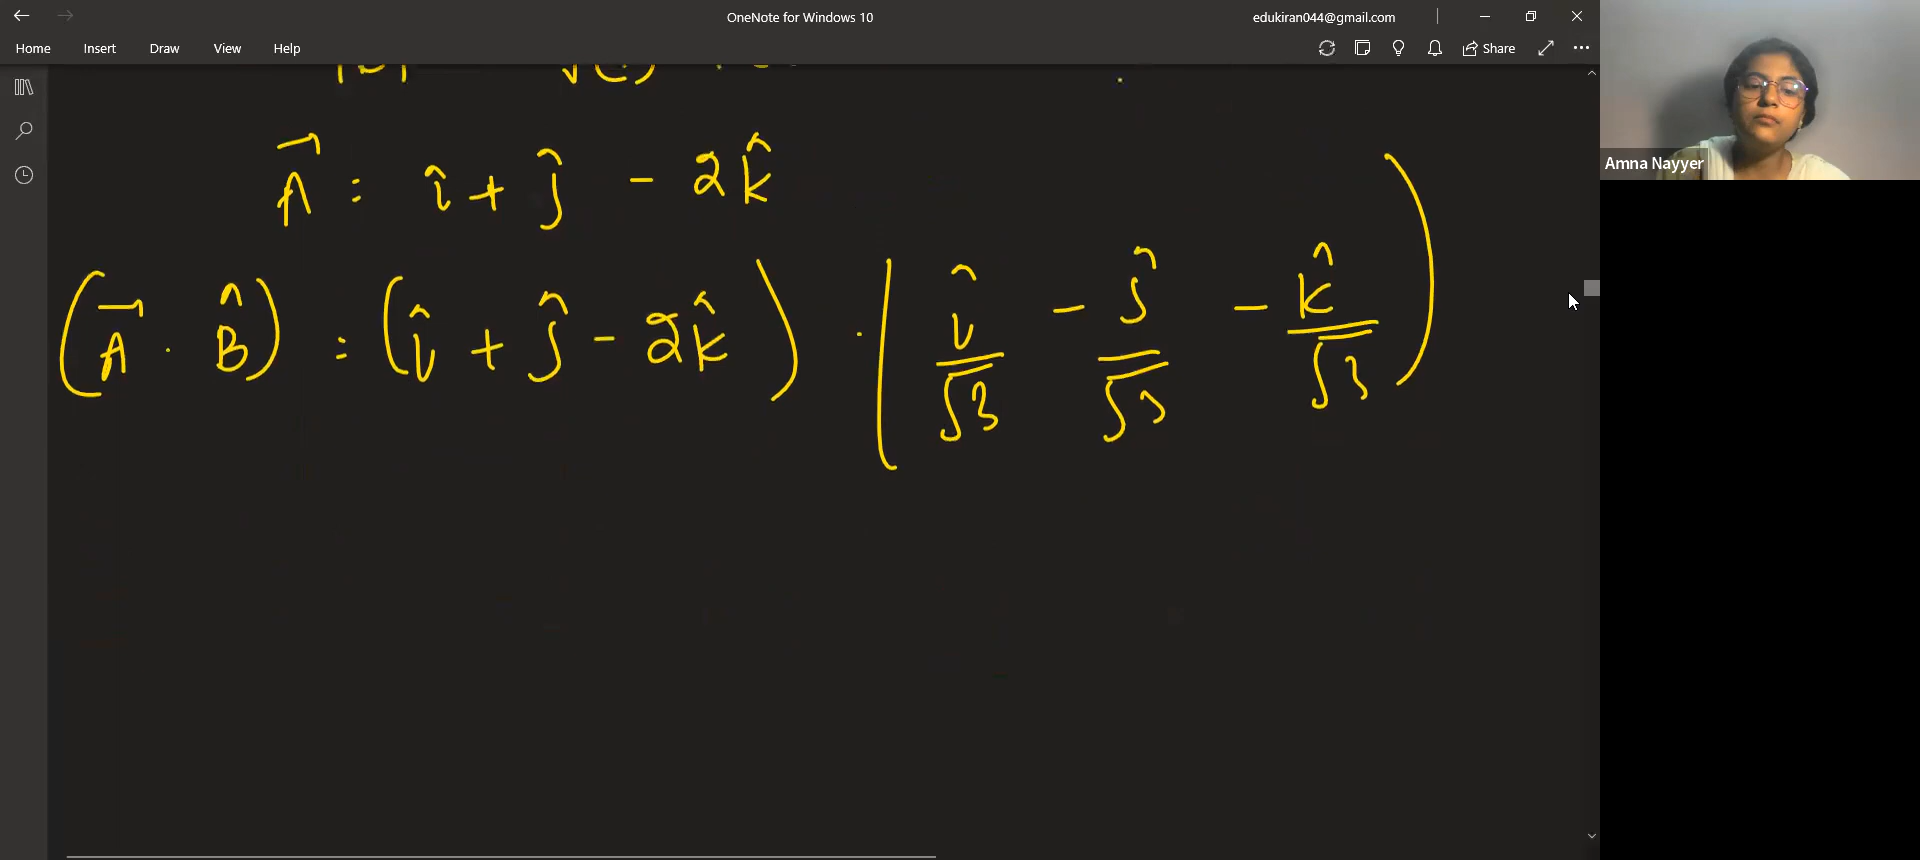 OneNote for Windows 10
edukiran044@gmail.com
Home Insert Draw View Help
Share
Amna Nayyer
A⃗ : î + ĵ - 2k̂
(A⃗ . B̂) : (î + ĵ - 2k̂) . (î/√3 - ĵ/√3 - k̂/√3)